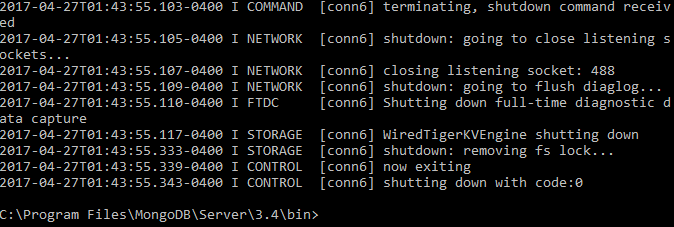 2017-04-27T01:43:55.103-0400 I COMMAND  [conn6] terminating, shutdown command receiv
ed
2017-04-27T01:43:55.105-0400 I NETWORK  [conn6] shutdown: going to close listening s
ockets...
2017-04-27T01:43:55.107-0400 I NETWORK  [conn6] closing listening socket: 488
2017-04-27T01:43:55.109-0400 I NETWORK  [conn6] shutdown: going to flush diaglog...
2017-04-27T01:43:55.110-0400 I FTDC     [conn6] Shutting down full-time diagnostic d
ata capture
2017-04-27T01:43:55.117-0400 I STORAGE  [conn6] WiredTigerKVEngine shutting down
2017-04-27T01:43:55.333-0400 I STORAGE  [conn6] shutdown: removing fs lock...
2017-04-27T01:43:55.339-0400 I CONTROL  [conn6] now exiting
2017-04-27T01:43:55.343-0400 I CONTROL  [conn6] shutting down with code:0
C:\Program Files\MongoDB\Server\3.4\bin>